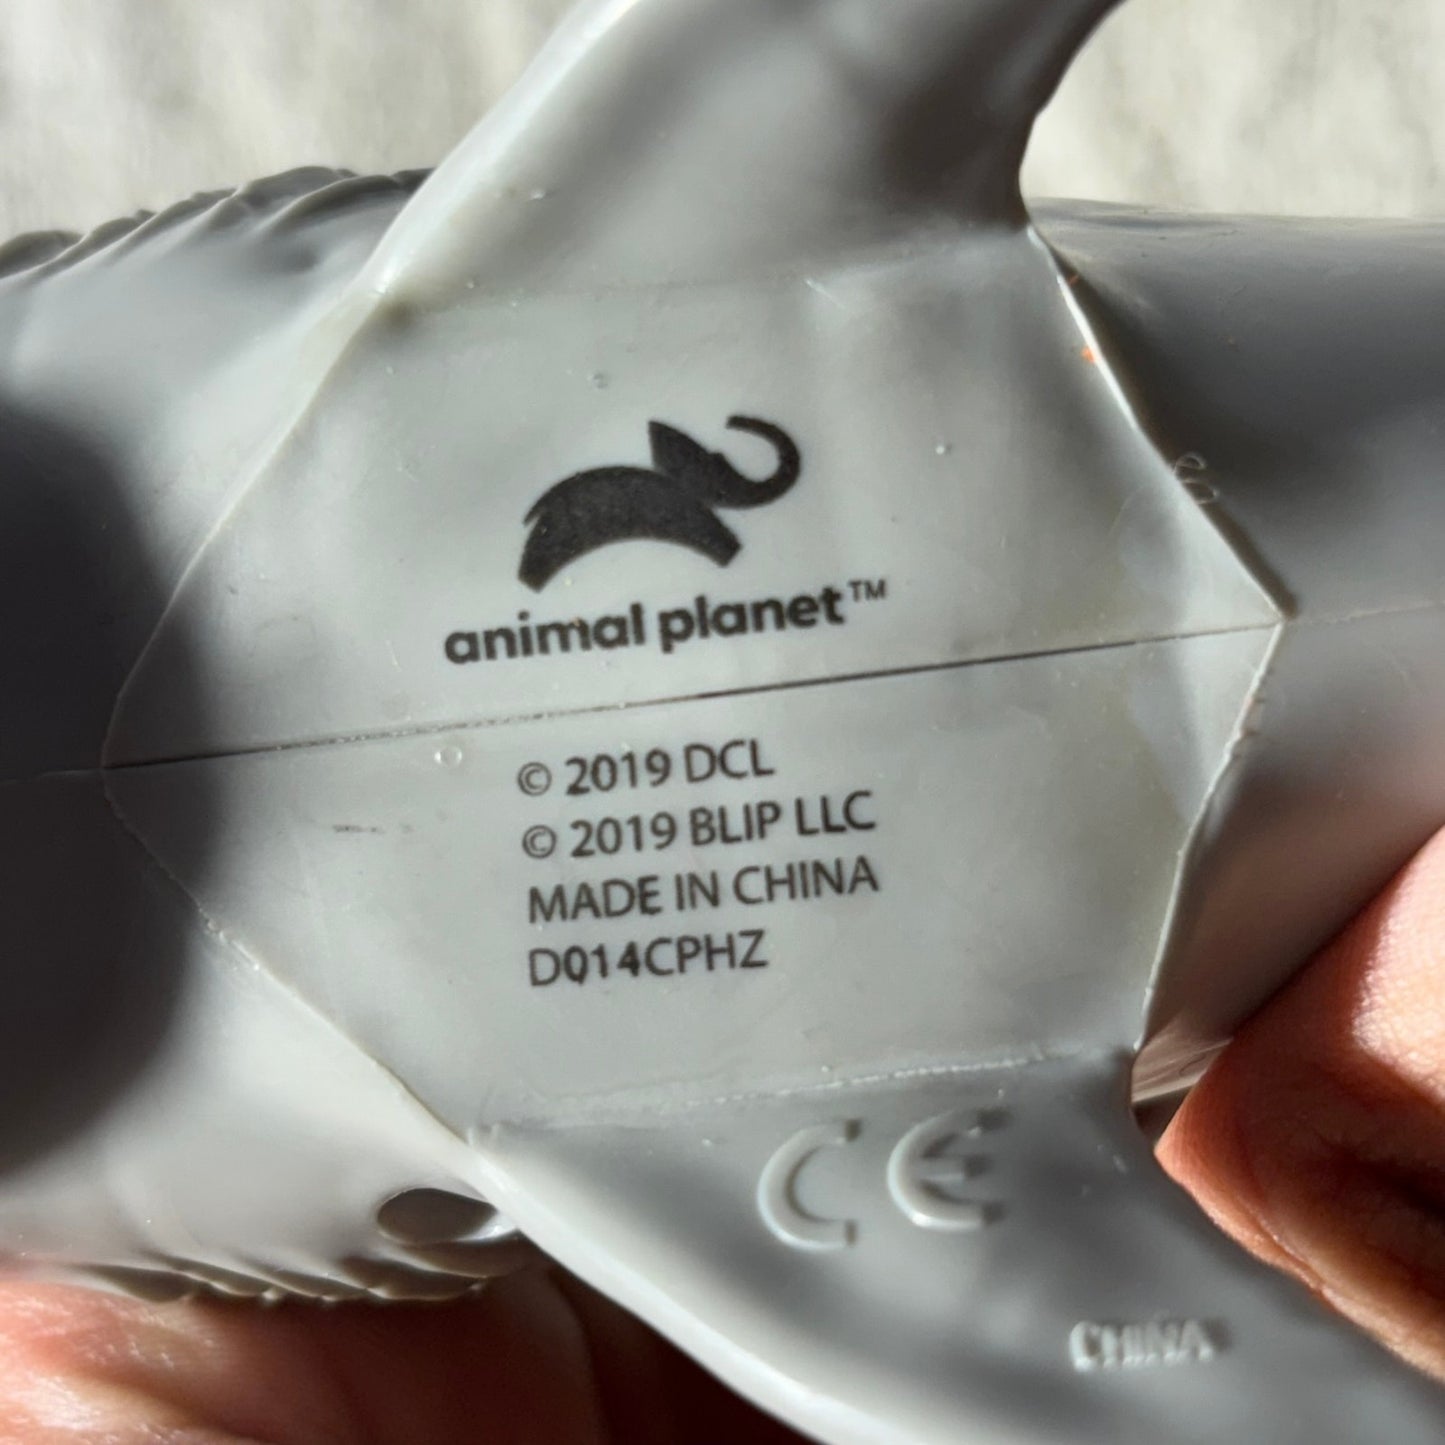 animal planet™
© 2019 DCL
© 2019 BLIP LLC
MADE IN CHINA
D014CPHZ
CE
CHINA